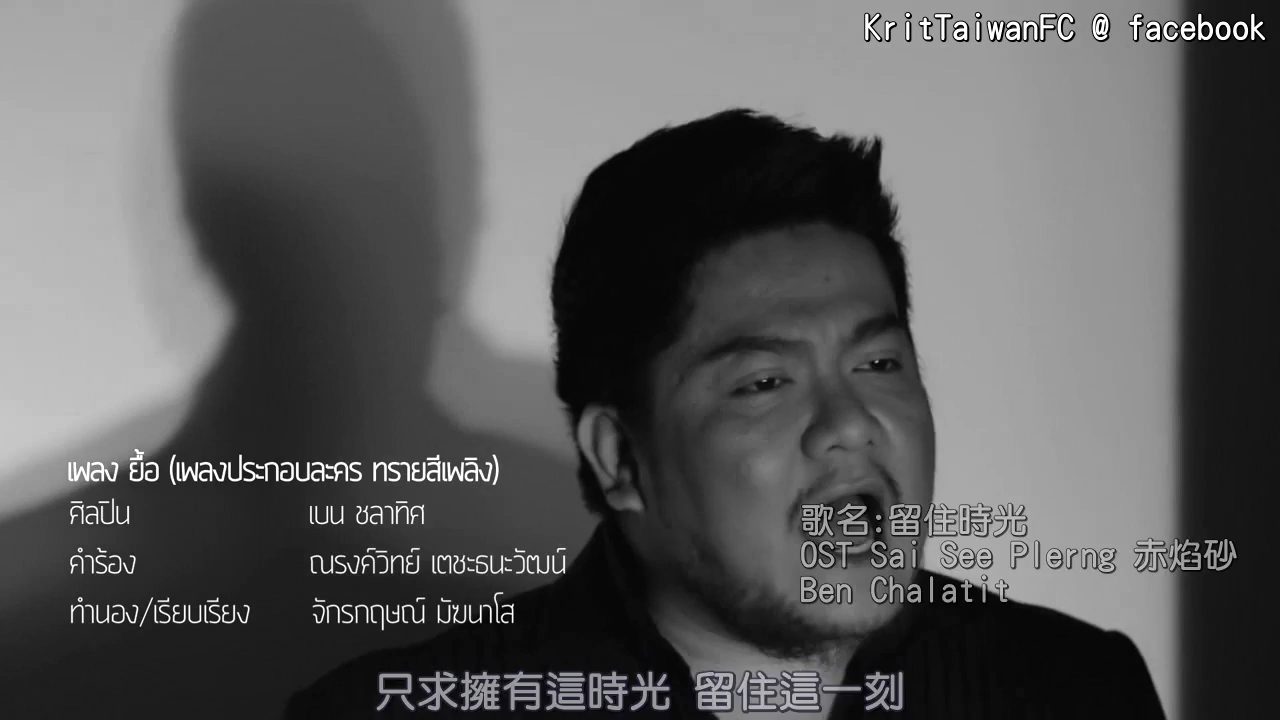 KritTaiwanFC @ facebook
เพลง ยื้อ (เพลงประกอบละคร ทรายสีเพลิง)
ศิลปิน เบน ชลาทิศ
คำร้อง ณรงค์วิทย์ เตชะธนะวัฒน์
ทำนอง/เรียบเรียง จักรกฤษณ์ มัฆนาโส
歌名:留住時光
OST Sai See Plerng 赤焰砂
Ben Chalatit
只求擁有這時光 留住這一刻